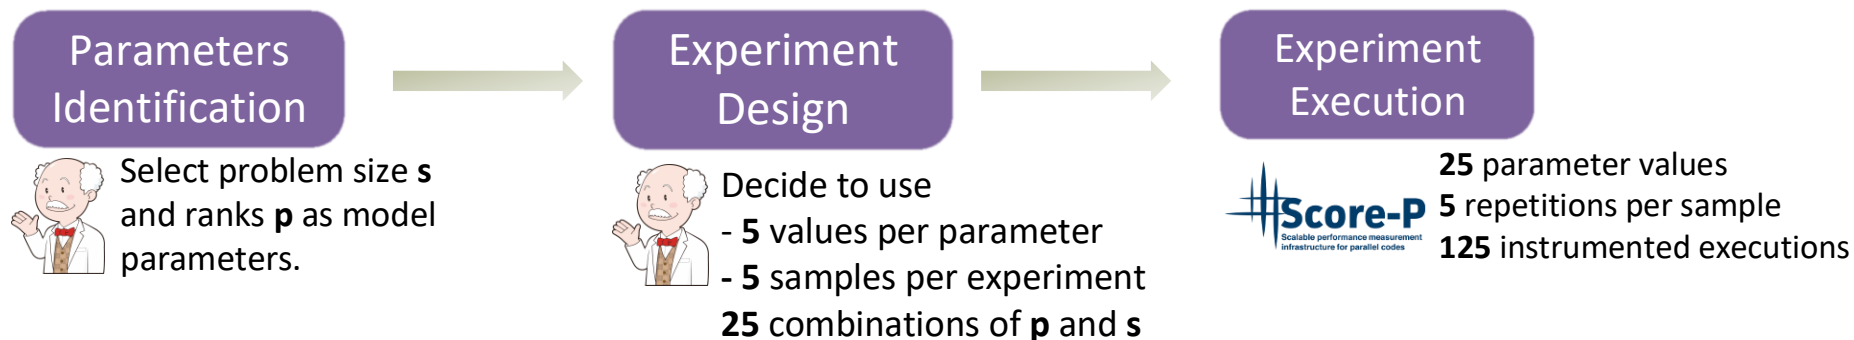 Parameters
Identification
Select problem size s
and ranks p as model
parameters.
Experiment
Design
Decide to use
- 5 values per parameter
- 5 samples per experiment
25 combinations of p and s
Experiment
Execution
Score-P
Scalable performance measurement
infrastructure for parallel codes
25 parameter values
5 repetitions per sample
125 instrumented executions